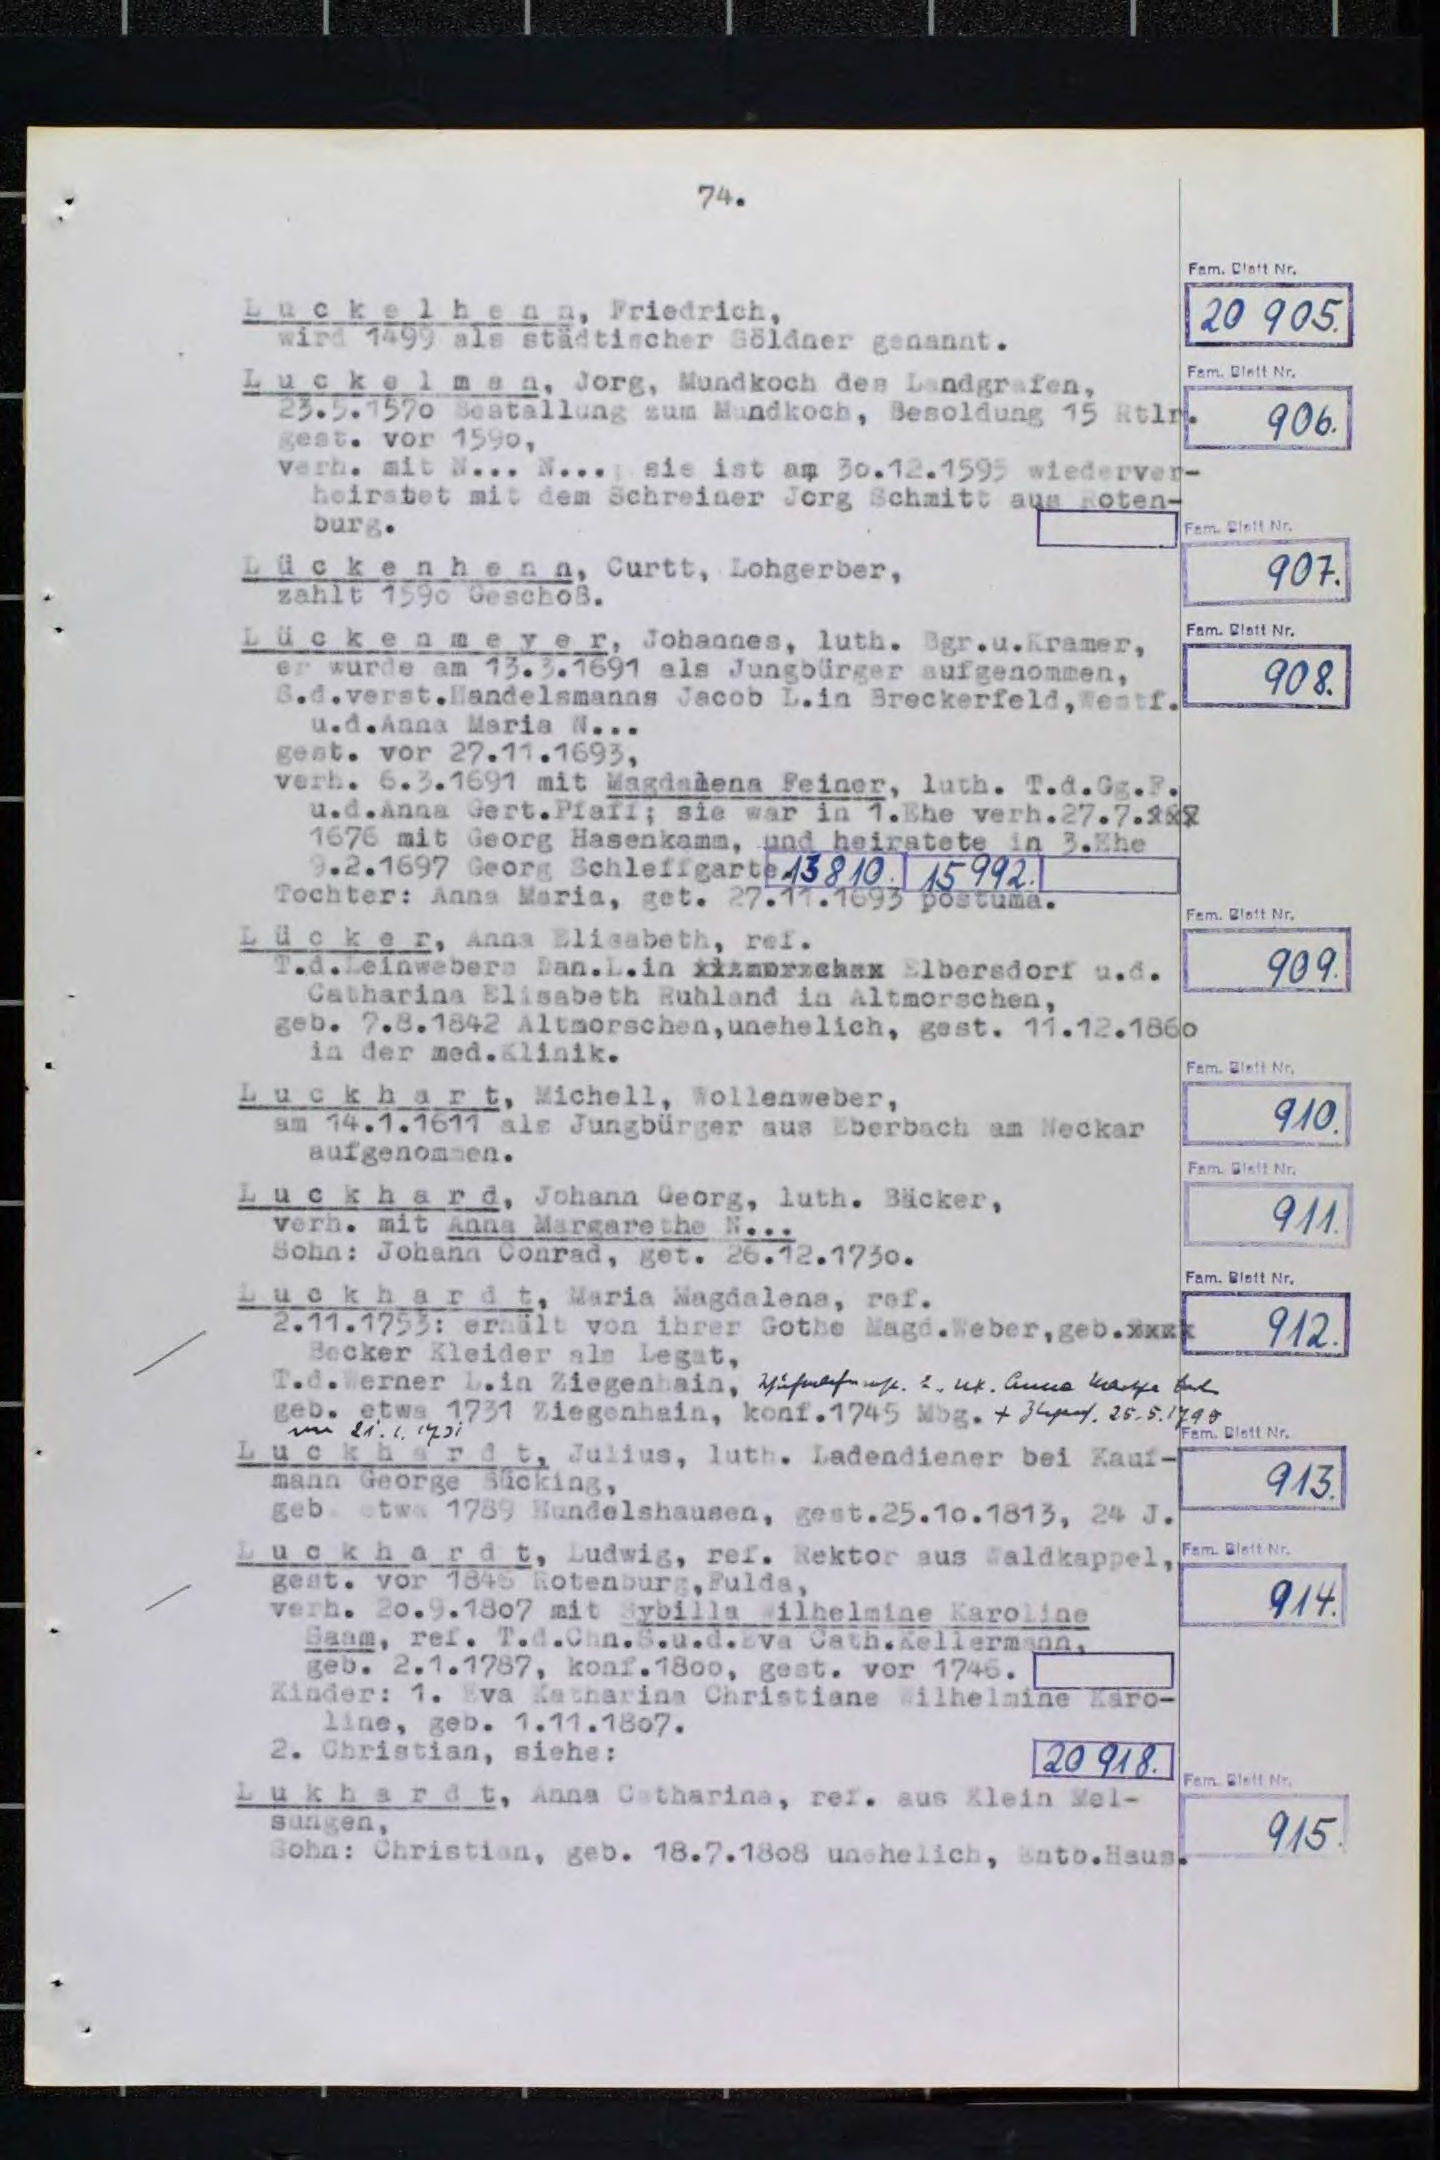 74.
Fam. Blatt Nr.
20 905.
Luckelhenn, Friedrich,
wird 1499 als städtischer Söldner genannt.
Fam. Blatt Nr.
906.
Luckelman, Jorg, Mundkoch des Landgrafen,
23.5.1570 Bestallung zum Mundkoch, Besoldung 15 Rtlr.
gest. vor 1590,
verh. mit N... N...; sie ist am 30.12.1595 wiederver-
heiratet mit dem Schreiner Jorg Schmitt aus Roten-
burg.
Fam. Blatt Nr.
907.
Lückenhenn, Curtt, Lohgerber,
zahlt 1590 Geschoß.
Fam. Blatt Nr.
908.
Lückenmeyer, Johannes, luth. Bgr.u.Kramer,
er wurde am 13.3.1691 als Jungbürger aufgenommen,
S.d.verst.Handelsmanns Jacob L.in Breckerfeld,Westf.
u.d.Anna Maria N...
gest. vor 27.11.1693,
verh. 6.3.1691 mit Magdalena Feiner, luth. T.d.Gg.F.
u.d.Anna Gert.Pfaff; sie war in 1.Ehe verh.27.7.
1676 mit Georg Hasenkamm, und heiratete in 3.Ehe
9.2.1697 Georg Schleffgarte 13810. 15992.
Tochter: Anna Maria, get. 27.11.1693 postuma.
Fam. Blatt Nr.
909.
Lücker, Anna Elisabeth, ref.
T.d.Leinwebers Dan.L.in Elbersdorf u.d.
Catharina Elisabeth Ruhland in Altmorschen,
geb. 7.8.1842 Altmorschen,unehelich, gest. 11.12.1860
in der med.Klinik.
Fam. Blatt Nr.
910.
Luckhart, Michell, Wollenweber,
am 14.1.1611 als Jungbürger aus Eberbach am Neckar
aufgenommen.
Fam. Blatt Nr.
911.
Luckhard, Johann Georg, luth. Bäcker,
verh. mit Anna Margarethe N...
Sohn: Johann Conrad, get. 26.12.1730.
Fam. Blatt Nr.
912.
Luckhardt, Maria Magdalena, ref.
2.11.1753: erhält von ihrer Gothe Magd.Weber,geb.
Becker Kleider als Legat,
T.d.Werner L.in Ziegenhain, Anna
geb. etwa 1731 Ziegenhain, konf.1745 Mbg. + 25.5.
21.1.1731
Fam. Blatt Nr.
913.
Luckhardt, Julius, luth. Ladendiener bei Kauf-
mann George Bücking,
geb. etwa 1789 Hundelshausen, gest.25.10.1813, 24 J.
Fam. Blatt Nr.
914.
Luckhardt, Ludwig, ref. Rektor aus Waldkappel,
gest. vor 1846 Rotenburg,Fulda,
verh. 20.9.1807 mit Sybilla Wilhelmine Karoline
Saam, ref. T.d.Chn.S.u.d.Eva Cath.Kellermann,
geb. 2.1.1787, konf.1800, gest. vor 1746.
Kinder: 1. Eva Katharina Christiane Wilhelmine Karo-
line, geb. 1.11.1807.
2. Christian, siehe: 20 918.
Fam. Blatt Nr.
915.
Lukhardt, Anna Catharina, ref. aus Klein Mel-
sungen,
Sohn: Christian, geb. 18.7.1808 unehelich, Entb.Haus.